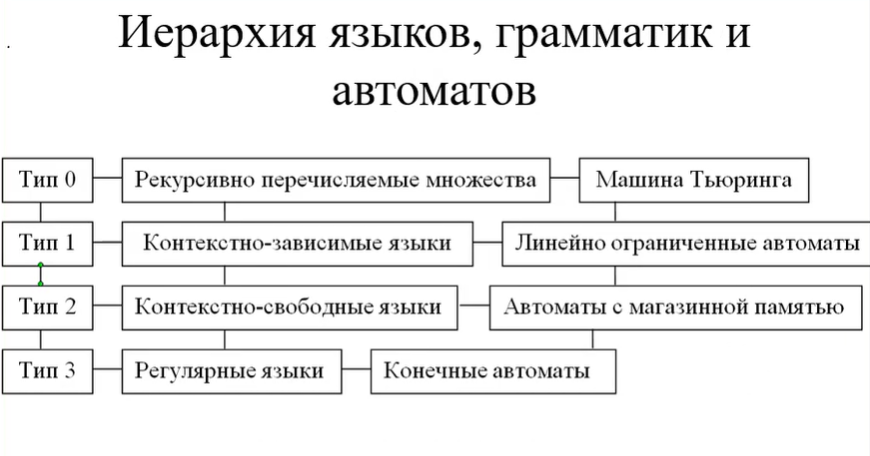 Иерархия языков, грамматик и
автоматов
Тип 0 Рекурсивно перечисляемые множества Машина Тьюринга
Тип 1 Контекстно-зависимые языки Линейно ограниченные автоматы
Тип 2 Контекстно-свободные языки Автоматы с магазинной памятью
Тип 3 Регулярные языки Конечные автоматы